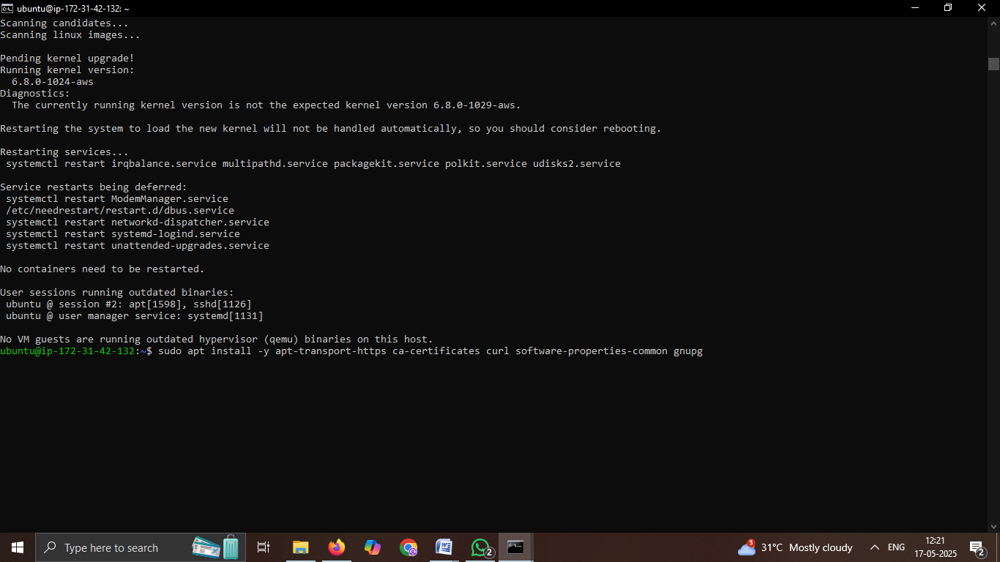 ubuntu@ip-172-31-42-132: ~
Scanning candidates...
Scanning linux images...
Pending kernel upgrade!
Running kernel version:
6.8.0-1024-aws
Diagnostics:
The currently running kernel version is not the expected kernel version 6.8.0-1029-aws.
Restarting the system to load the new kernel will not be handled automatically, so you should consider rebooting.
Restarting services...
systemctl restart irqbalance.service multipathd.service packagekit.service polkit.service udisks2.service
Service restarts being deferred:
systemctl restart ModemManager.service
/etc/needrestart/restart.d/dbus.service
systemctl restart networkd-dispatcher.service
systemctl restart systemd-logind.service
systemctl restart unattended-upgrades.service
No containers need to be restarted.
User sessions running outdated binaries:
ubuntu @ session #2: apt[1598], sshd[1126]
ubuntu @ user manager service: systemd[1131]
No VM guests are running outdated hypervisor (qemu) binaries on this host.
ubuntu@ip-172-31-42-132:~$ sudo apt install -y apt-transport-https ca-certificates curl software-properties-common gnupg
Type here to search
2
5
31°C Mostly cloudy
ENG
12:21
17-05-2025
2